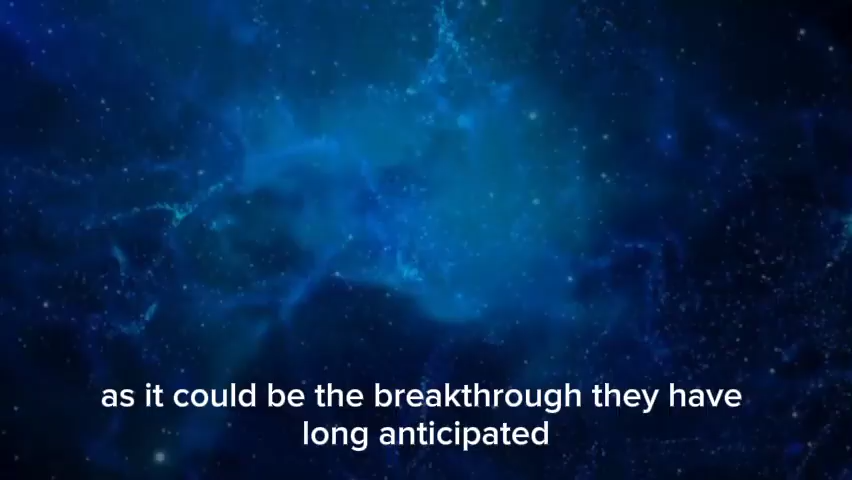 as it could be the breakthrough they have
long anticipated